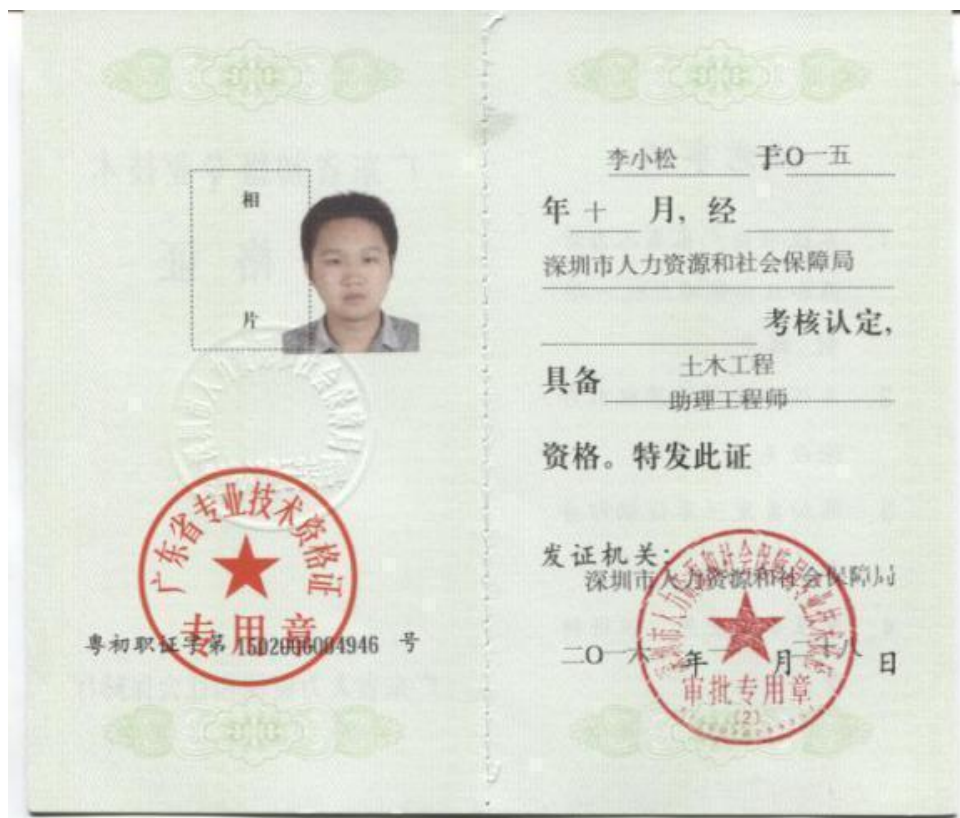 相
片
广东省专业技术资格证
专用章
粤初职证字第 1502006004946 号
李小松 于二〇一五
年 十 月, 经
深圳市人力资源和社会保障局
考核认定,
具备 土木工程
助理工程师
资格。特发此证
发证机关:
深圳市人力资源和社会保障局
二〇一六 年 月 八 日
审批专用章
(2)